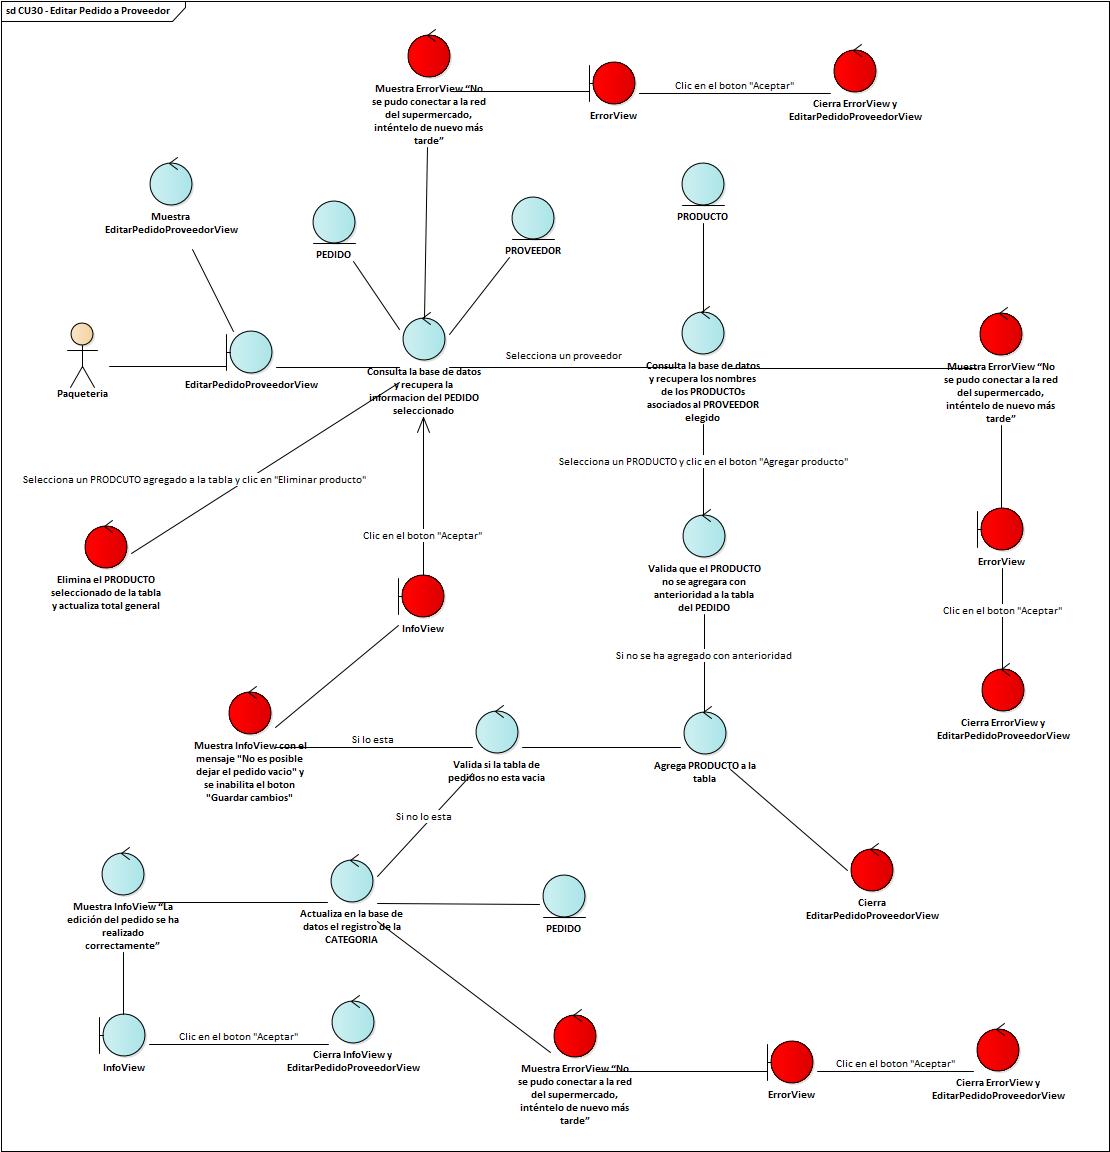 sd CU30 - Editar Pedido a Proveedor
Muestra ErrorView “No
se pudo conectar a la red
del supermercado,
inténtelo de nuevo más
tarde”
ErrorView
Clic en el boton "Aceptar"
Cierra ErrorView y
EditarPedidoProveedorView
Muestra
EditarPedidoProveedorView
PEDIDO
PROVEEDOR
PRODUCTO
Paqueteria
EditarPedidoProveedorView
Consulta la base de datos
y recupera la
informacion del PEDIDO
seleccionado
Selecciona un proveedor
Consulta la base de datos
y recupera los nombres
de los PRODUCTOs
asociados al PROVEEDOR
elegido
Muestra ErrorView “No
se pudo conectar a la red
del supermercado,
inténtelo de nuevo más
tarde”
Selecciona un PRODCUTO agregado a la tabla y clic en "Eliminar producto"
Selecciona un PRODUCTO y clic en el boton "Agregar producto"
Elimina el PRODUCTO
seleccionado de la tabla
y actualiza total general
Clic en el boton "Aceptar"
InfoView
Valida que el PRODUCTO
no se agregara con
anterioridad a la tabla
del PEDIDO
ErrorView
Clic en el boton "Aceptar"
Si no se ha agregado con anterioridad
Cierra ErrorView y
EditarPedidoProveedorView
Muestra InfoView con el
mensaje "No es posible
dejar el pedido vacio" y
se inabilita el boton
"Guardar cambios"
Si lo esta
Valida si la tabla de
pedidos no esta vacia
Agrega PRODUCTO a la
tabla
Si no lo esta
Muestra InfoView “La
edición del pedido se ha
realizado
correctamente”
Actualiza en la base de
datos el registro de la
CATEGORIA
PEDIDO
Cierra
EditarPedidoProveedorView
InfoView
Clic en el boton "Aceptar"
Cierra InfoView y
EditarPedidoProveedorView
Muestra ErrorView “No
se pudo conectar a la red
del supermercado,
inténtelo de nuevo más
tarde”
ErrorView
Clic en el boton "Aceptar"
Cierra ErrorView y
EditarPedidoProveedorView